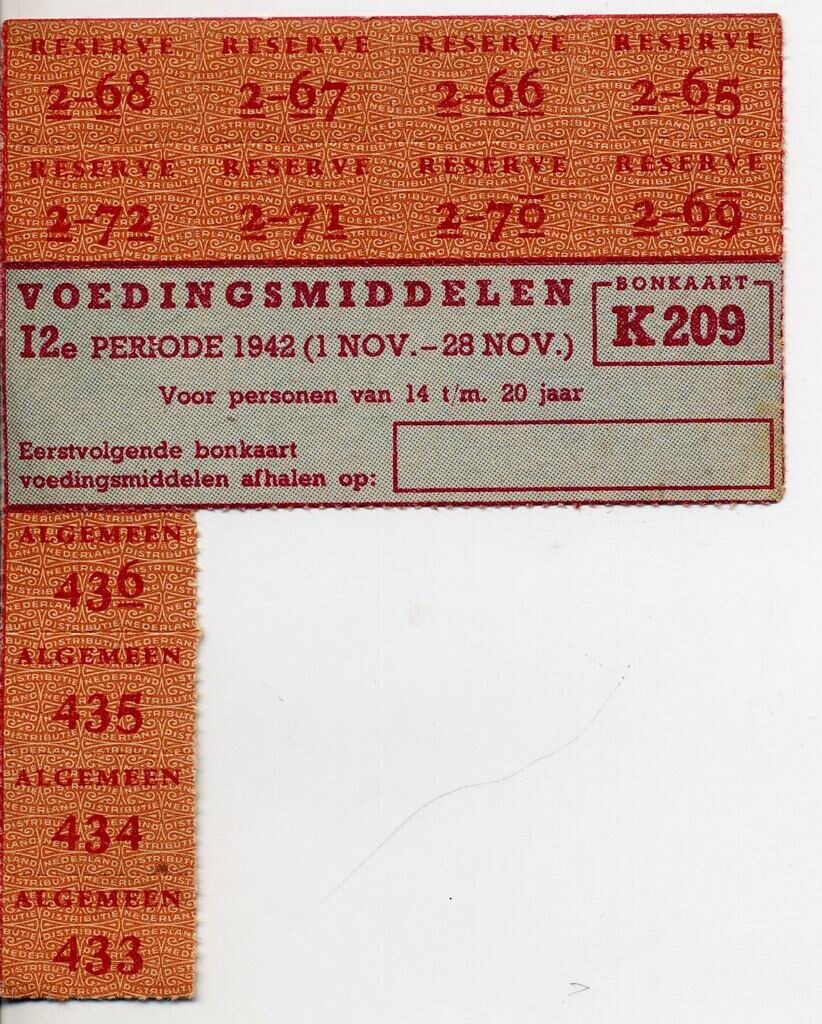 RESERVE RESERVE RESERVE RESERVE
2-68 2-67 2-66 2-65
RESERVE RESERVE RESERVE RESERVE
2-72 2-71 2-70 2-69
VOEDINGSMIDDELEN
BONKAART
K 209
12e PERIODE 1942 (1 NOV.-28 NOV.)
Voor personen van 14 t/m. 20 jaar
Eerstvolgende bonkaart
voedingsmiddelen afhalen op:
ALGEMEEN
436
ALGEMEEN
435
ALGEMEEN
434
ALGEMEEN
433